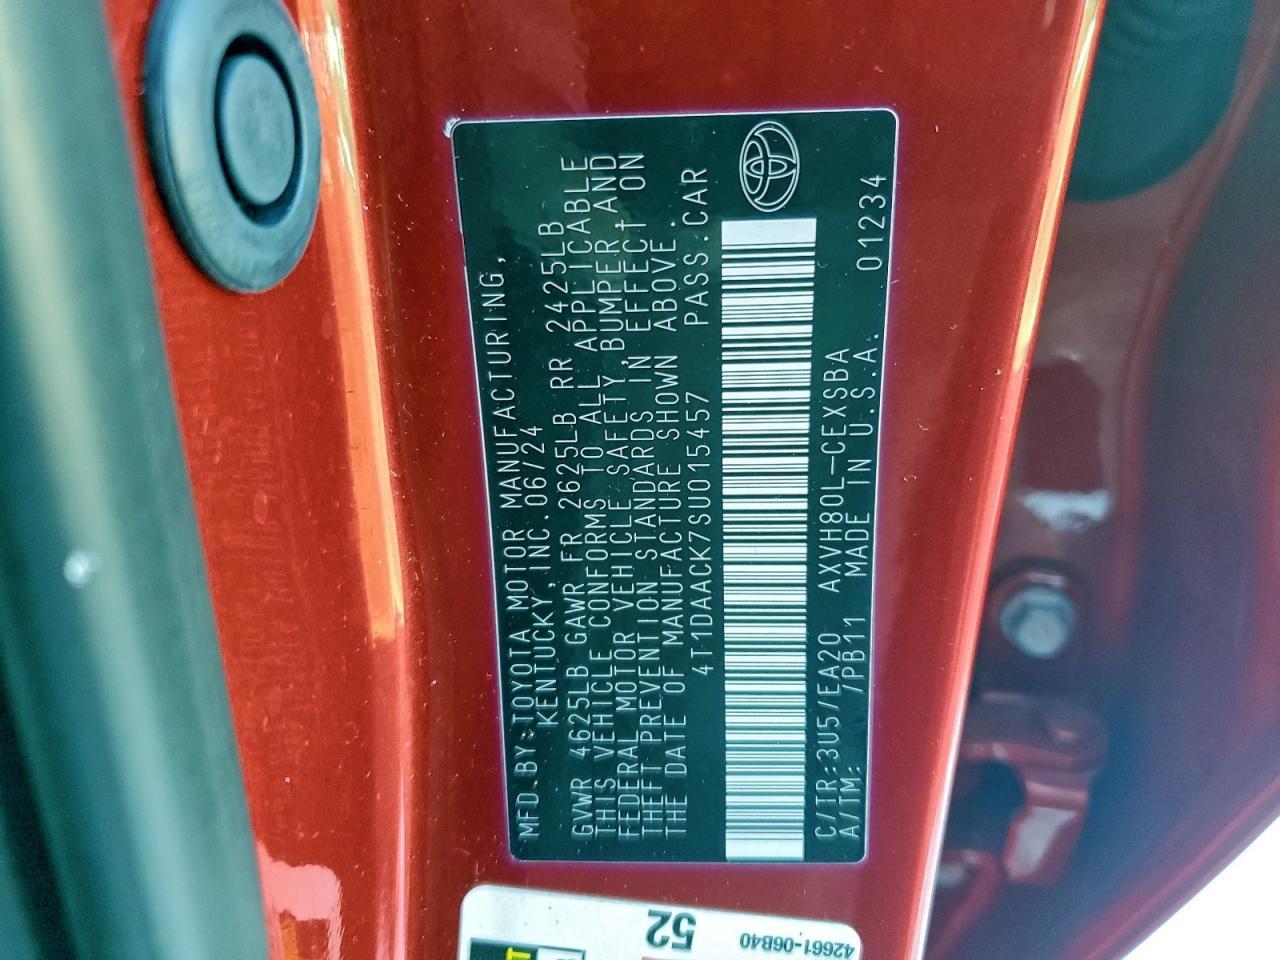 MFD.BY:TOYOTA MOTOR MANUFACTURING,
KENTUCKY, INC. 06/24
GVWR 4625LB GAWR FR 2625LB RR 2425LB
THIS VEHICLE CONFORMS TO ALL APPLICABLE
FEDERAL MOTOR VEHICLE SAFETY,BUMPER, AND
THEFT PREVENTION STANDARDS IN EFFECT ON
THE DATE OF MANUFACTURE SHOWN ABOVE.
4T1DAACK7SU015457 PASS.CAR
C/TR:3U5/EA20 AXVH80L-CEXSBA
A/TM: /PB11 MADE IN U.S.A. 01234
52
42661-06B40